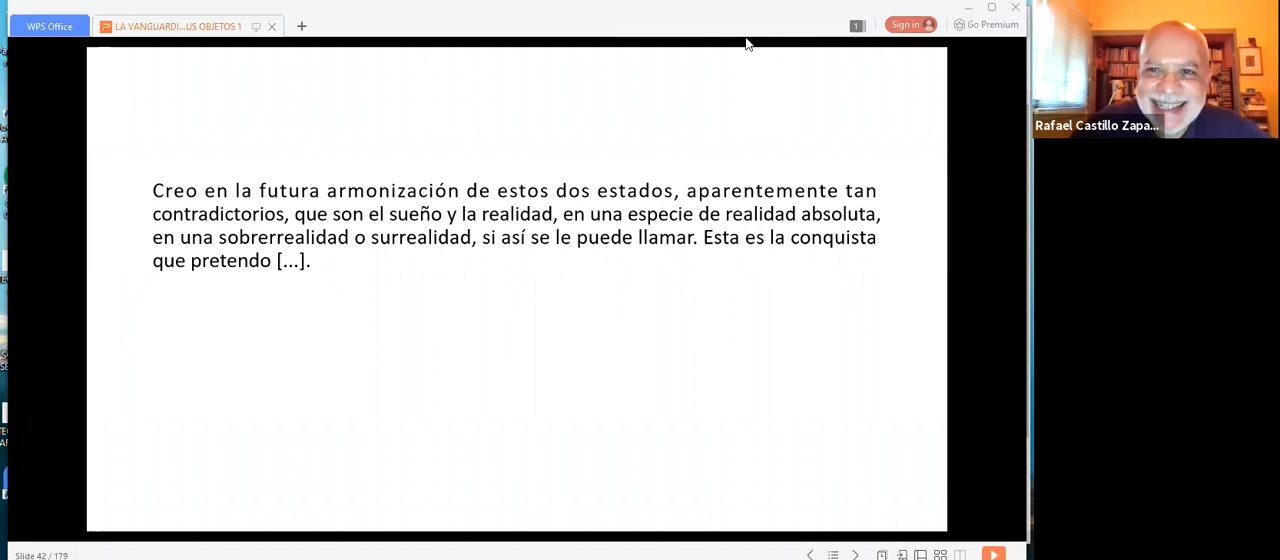 WPS Office
LA VANGUARDI...US OBJETOS 1
1
Sign in
Go Premium
Rafael Castillo Zapa...
Creo en la futura armonización de estos dos estados, aparentemente tan
contradictorios, que son el sueño y la realidad, en una especie de realidad absoluta,
en una sobrerrealidad o surrealidad, si así se le puede llamar. Esta es la conquista
que pretendo [...].
Slide 42 / 179